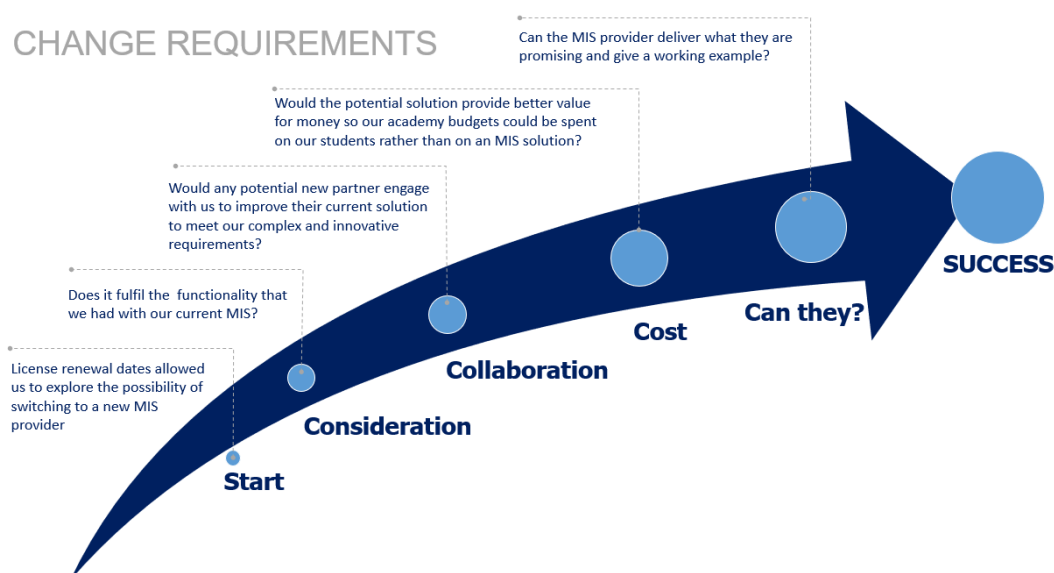 CHANGE REQUIREMENTS
Can the MIS provider deliver what they are
promising and give a working example?
Would the potential solution provide better value
for money so our academy budgets could be spent
on our students rather than on an MIS solution?
Would any potential new partner engage
with us to improve their current solution
to meet our complex and innovative
requirements?
Does it fulfil the  functionality that
we had with our current MIS?
License renewal dates allowed
us to explore the possibility of
switching to a new MIS
provider
Start
Consideration
Collaboration
Cost
Can they?
SUCCESS